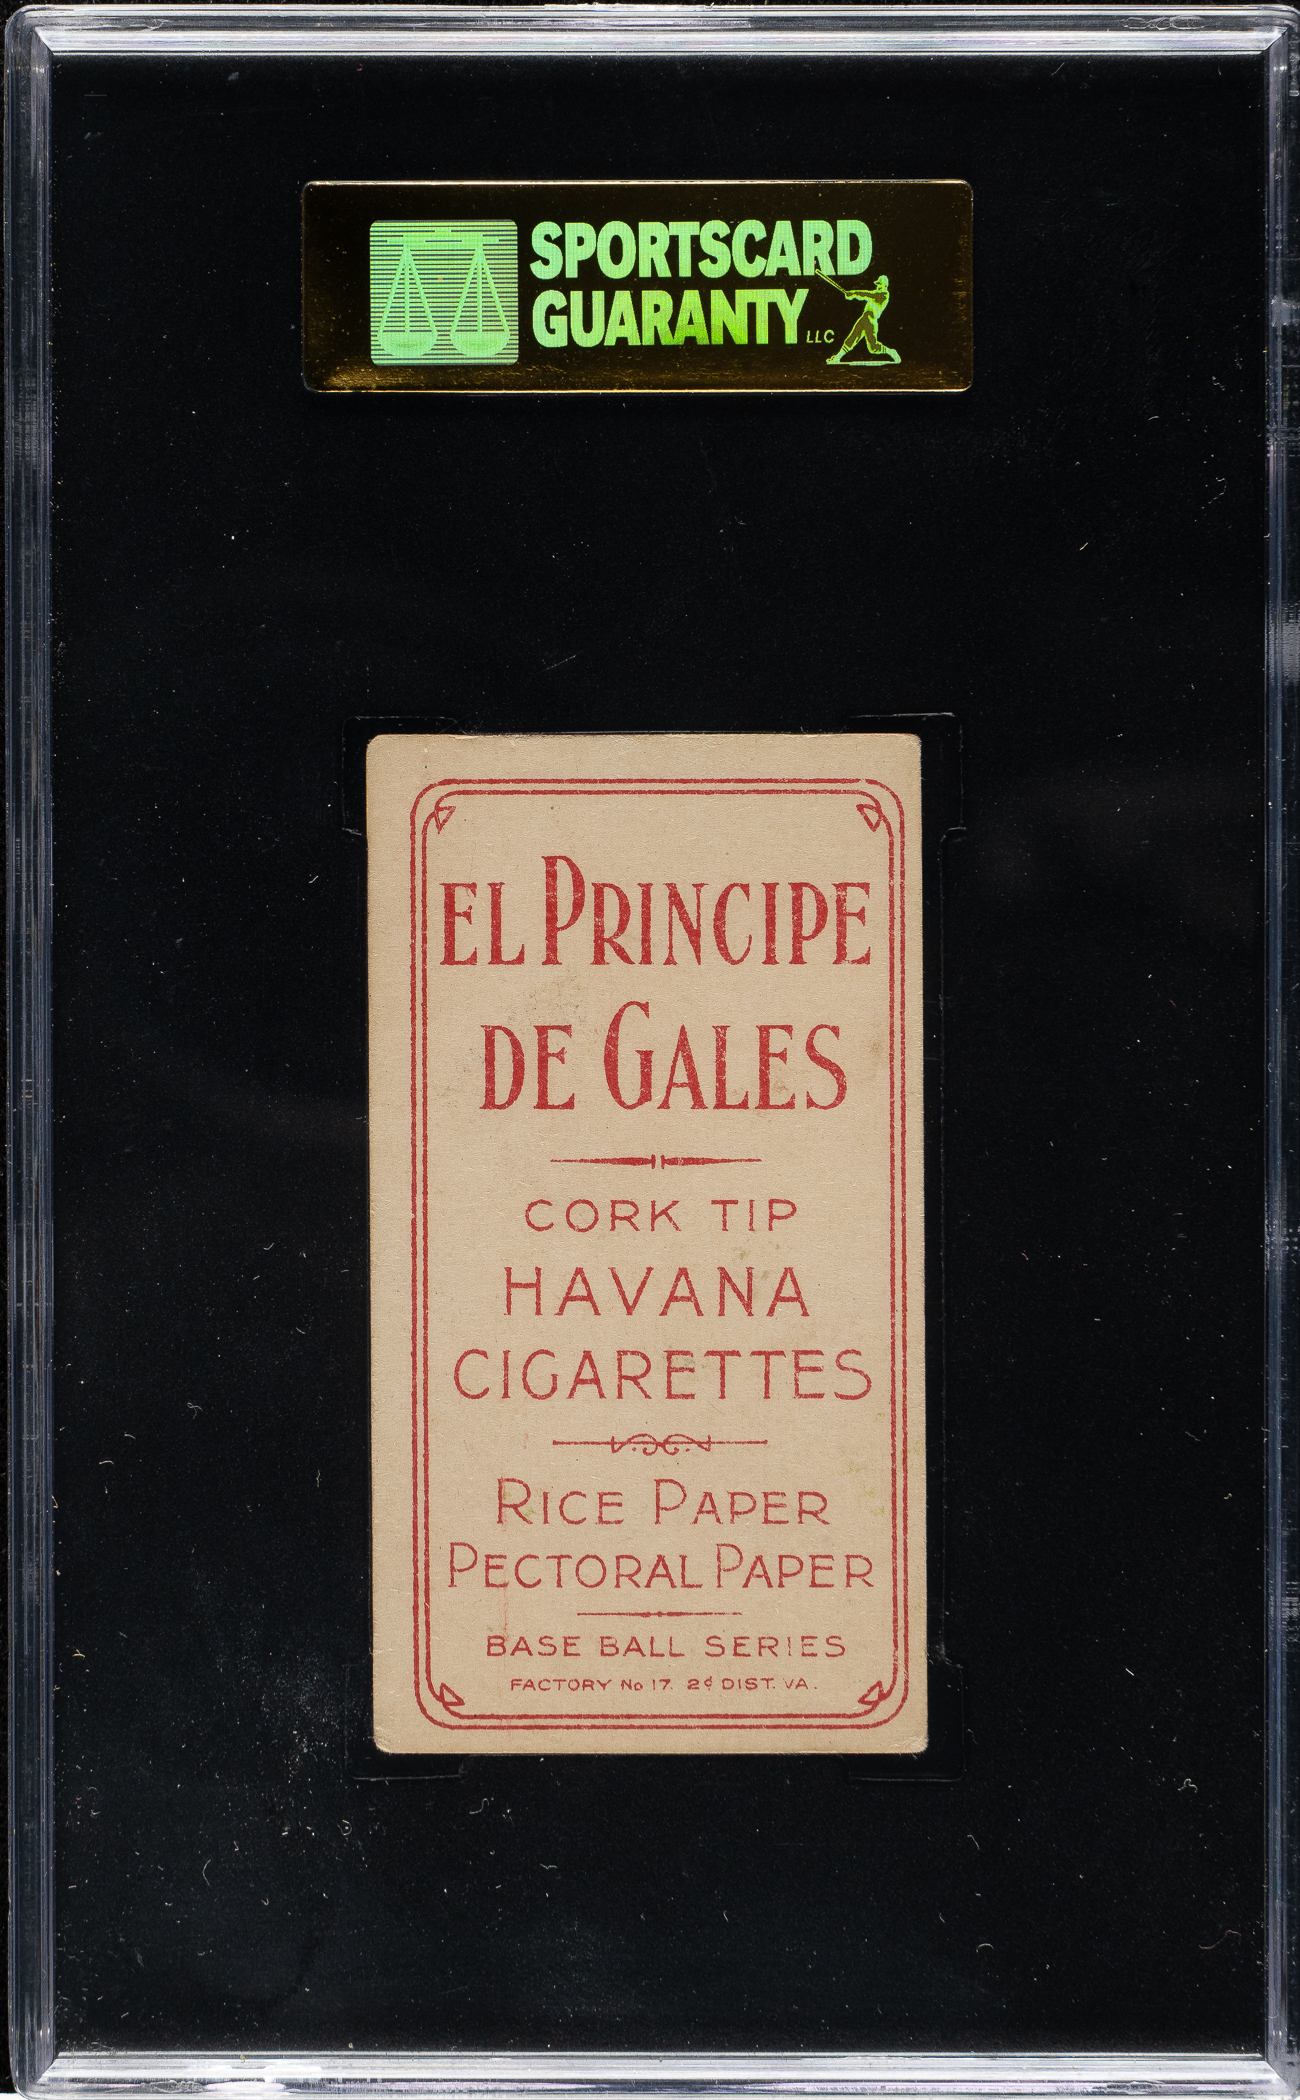 SPORTSCARD
GUARANTY LLC
EL PRINCIPE
DE GALES
CORK TIP
HAVANA
CIGARETTES
RICE PAPER
PECTORAL PAPER
BASE BALL SERIES
FACTORY No 17. 2d DIST. VA.